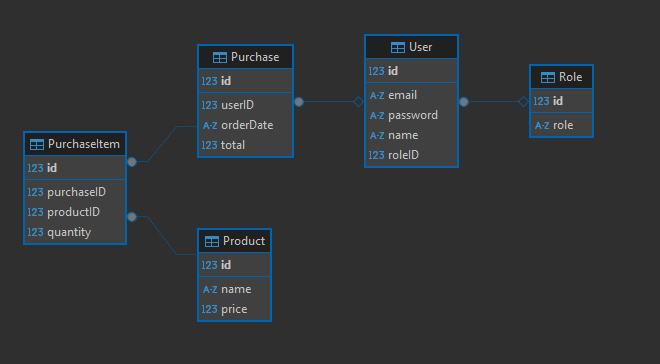 PurchaseItem
123 id
123 purchaseID
123 productID
123 quantity
Purchase
123 id
123 userID
A-Z orderDate
123 total
Product
123 id
A-Z name
123 price
User
123 id
A-Z email
A-Z password
A-Z name
123 roleID
Role
123 id
A-Z role